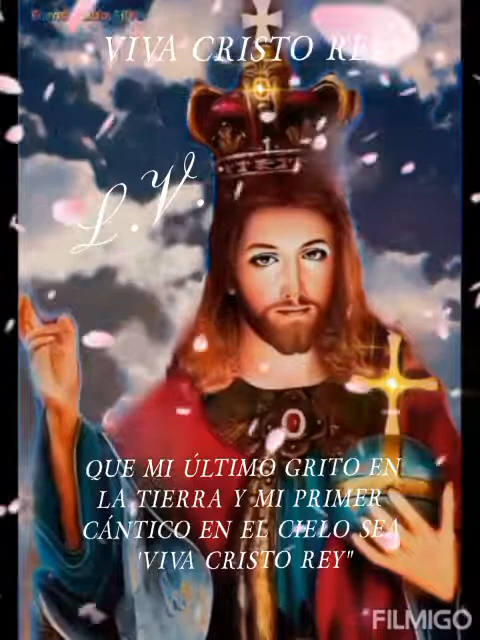 VIVA CRISTO RE
L.V.
QUE MI ÚLTIMO GRITO EN
LA TIERRA Y MI PRIMER
CÁNTICO EN EL CIELO SEA
'VIVA CRISTO REY"
FILMIGO